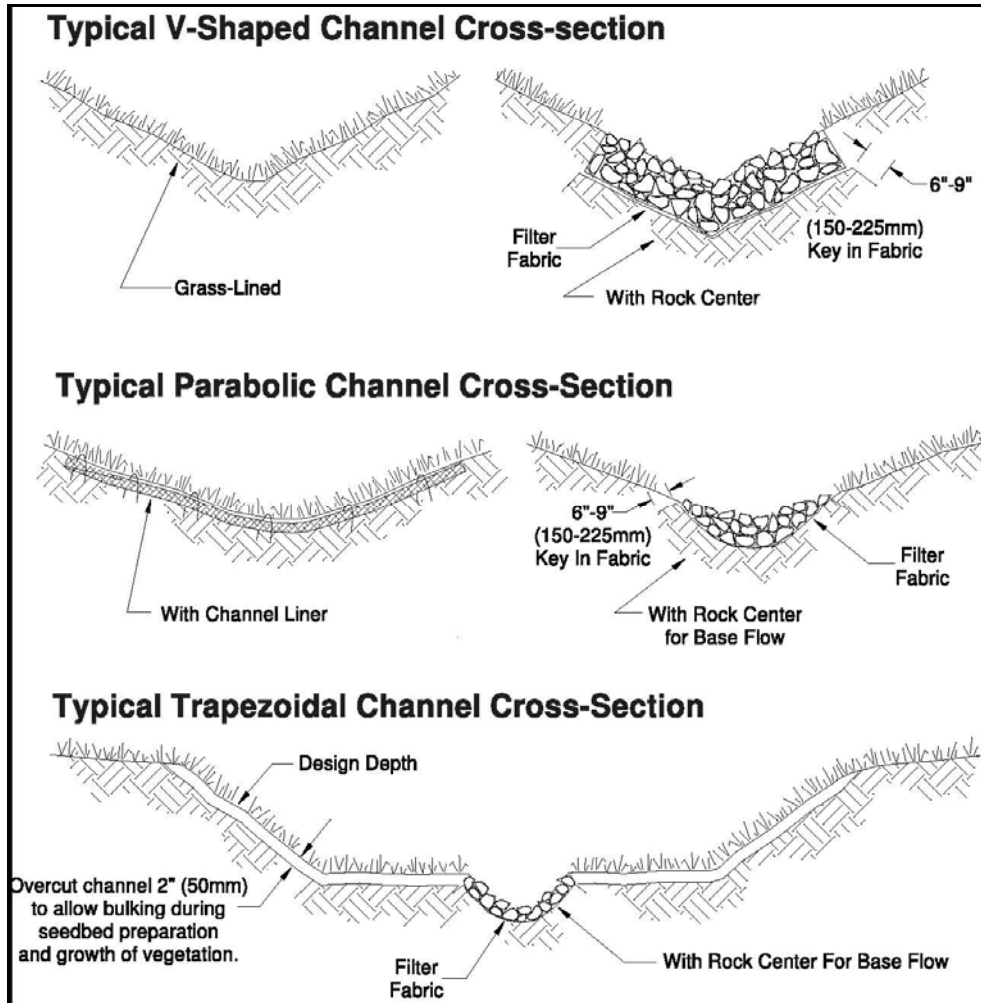 Typical V-Shaped Channel Cross-section
Grass-Lined
Filter
Fabric
With Rock Center
6"-9"
(150-225mm)
Key in Fabric
Typical Parabolic Channel Cross-Section
With Channel Liner
6"-9"
(150-225mm)
Key In Fabric
With Rock Center
for Base Flow
Filter
Fabric
Typical Trapezoidal Channel Cross-Section
Design Depth
Overcut channel 2" (50mm)
to allow bulking during
seedbed preparation
and growth of vegetation.
Filter
Fabric
With Rock Center For Base Flow